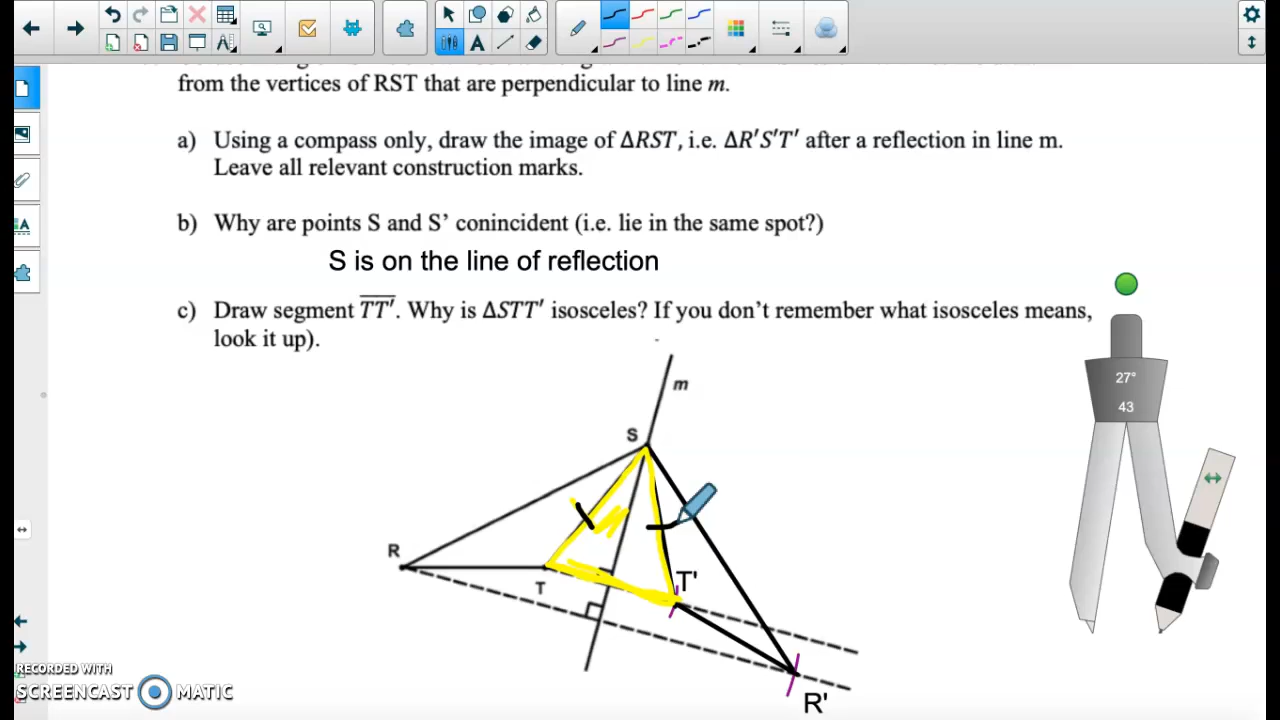 from the vertices of RST that are perpendicular to line m.
a) Using a compass only, draw the image of ΔRST, i.e. ΔR′S′T′ after a reflection in line m.
Leave all relevant construction marks.
b) Why are points S and S’ conincident (i.e. lie in the same spot?)
S is on the line of reflection
c) Draw segment T̅T̅′. Why is ΔSTT′ isosceles? If you don’t remember what isosceles means,
look it up).
m
S
27°
43
R
T
T'
R'
RECORDED WITH
SCREENCAST MATIC